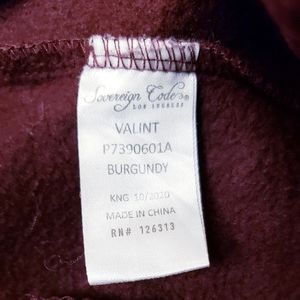 Sovereign Code®
LOS ANGELES
VALINT
P7390601A
BURGUNDY
KNG 10/2020
MADE IN CHINA
RN# 126313